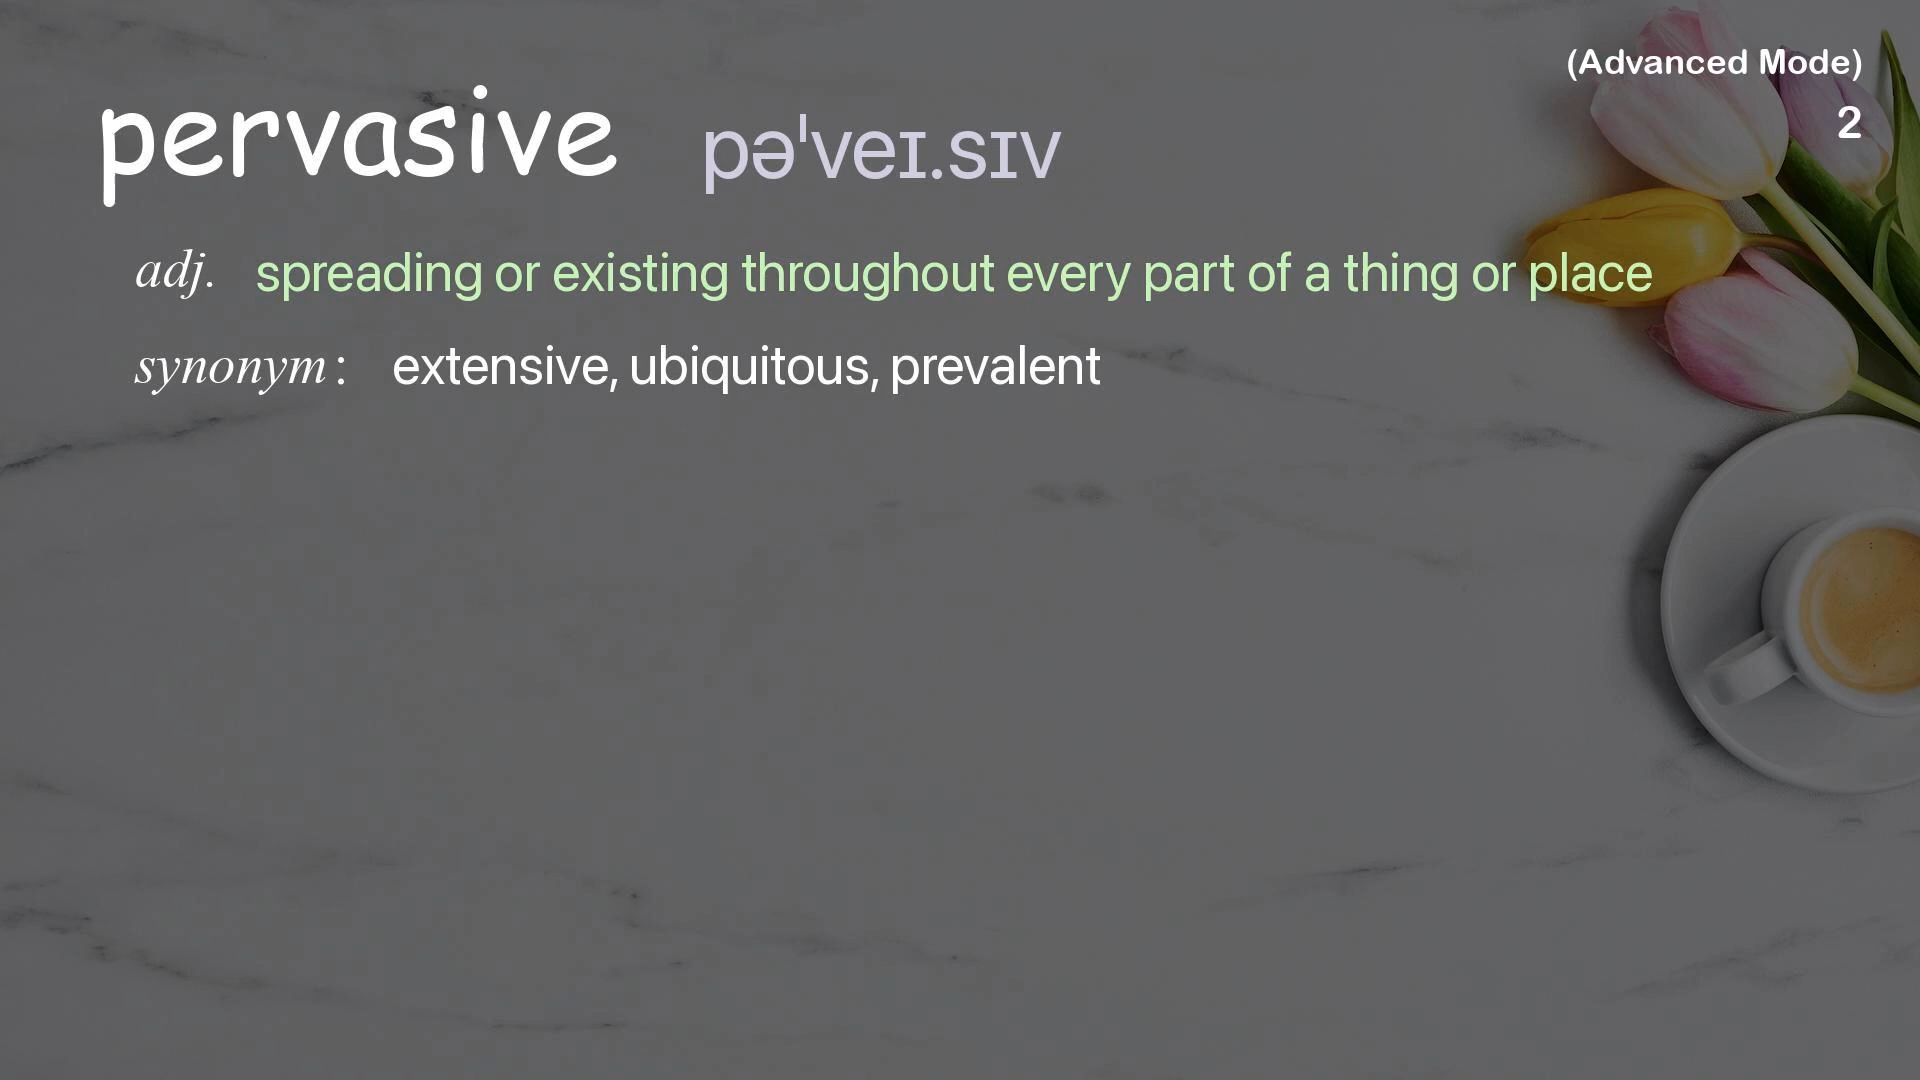 (Advanced Mode)
2
pervasive pəˈveɪ.sɪv
adj. spreading or existing throughout every part of a thing or place
synonym: extensive, ubiquitous, prevalent